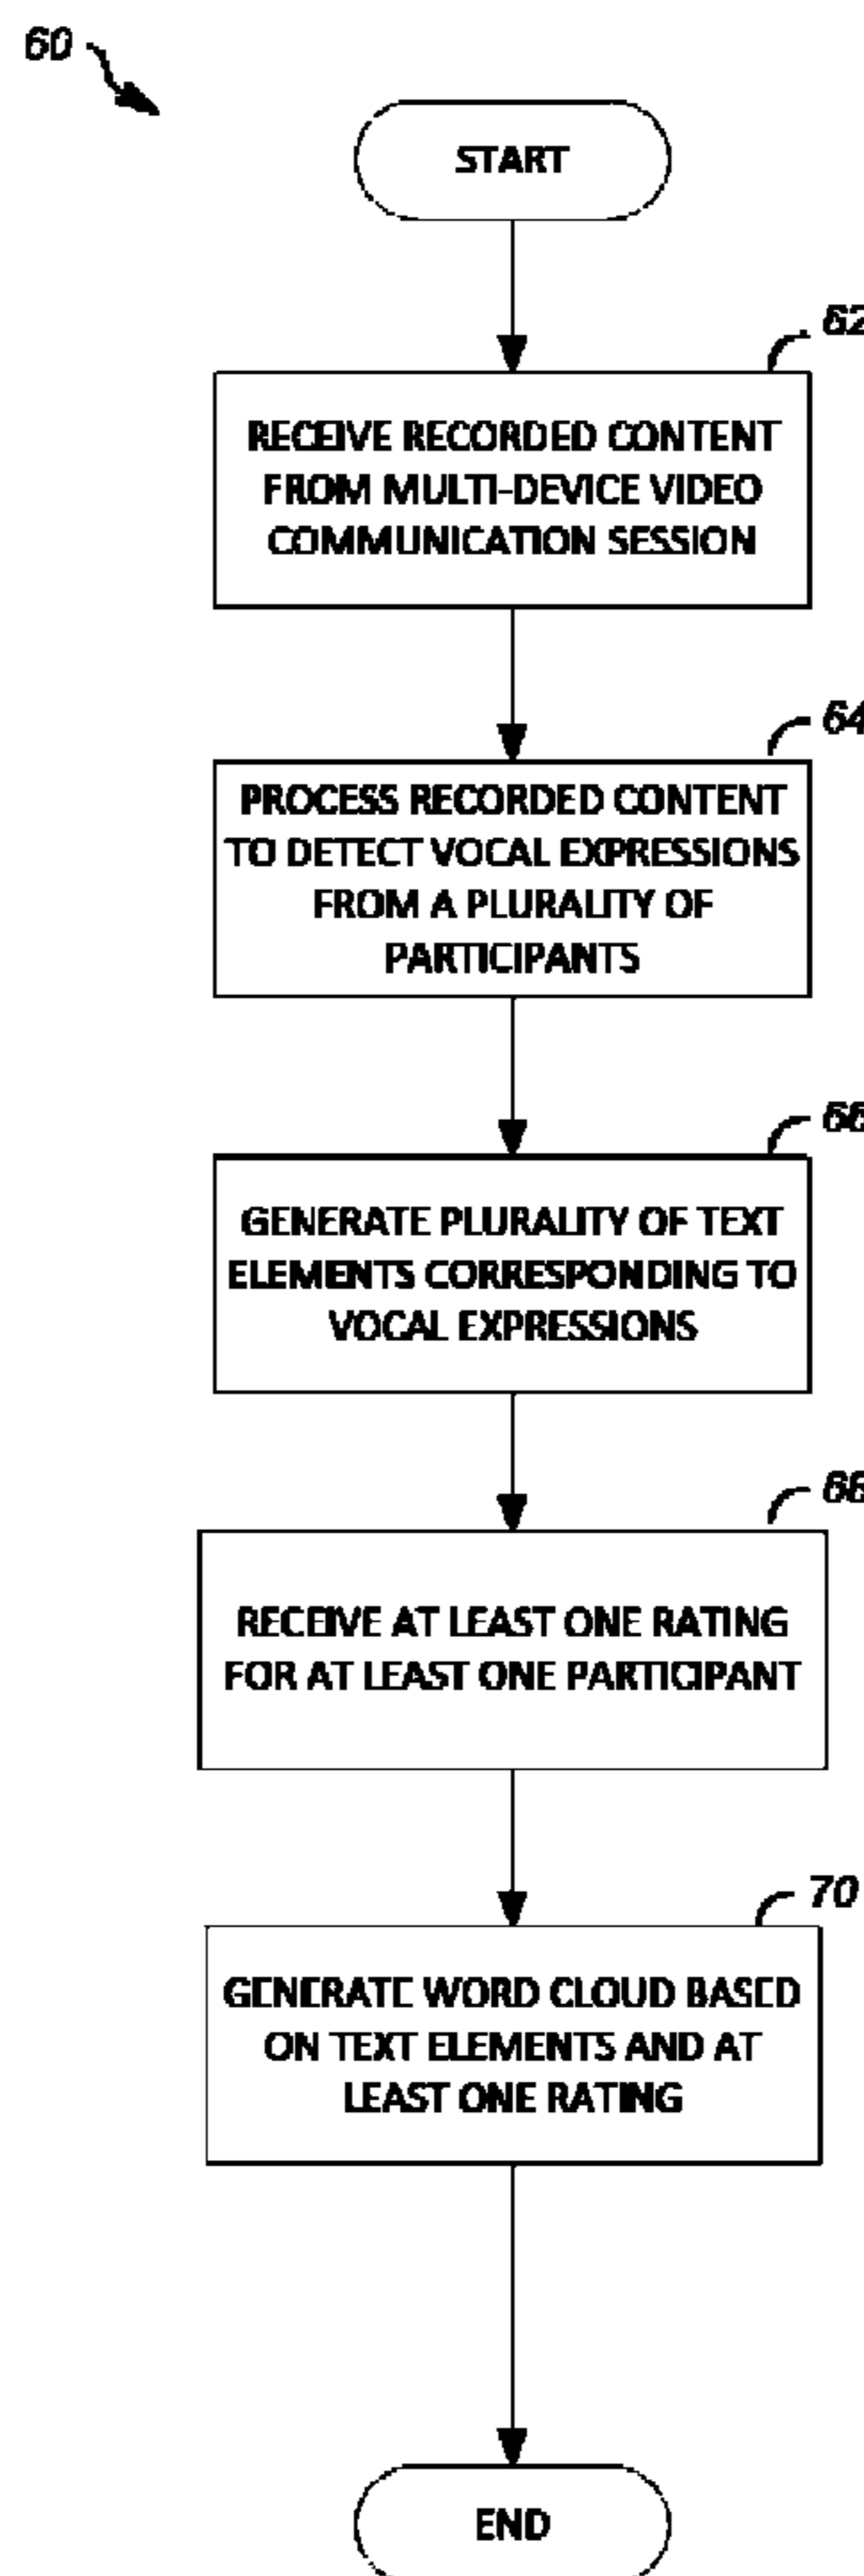 60
START
62
RECEIVE RECORDED CONTENT
FROM MULTI-DEVICE VIDEO
COMMUNICATION SESSION
64
PROCESS RECORDED CONTENT
TO DETECT VOCAL EXPRESSIONS
FROM A PLURALITY OF
PARTICIPANTS
66
GENERATE PLURALITY OF TEXT
ELEMENTS CORRESPONDING TO
VOCAL EXPRESSIONS
68
RECEIVE AT LEAST ONE RATING
FOR AT LEAST ONE PARTICIPANT
70
GENERATE WORD CLOUD BASED
ON TEXT ELEMENTS AND AT
LEAST ONE RATING
END